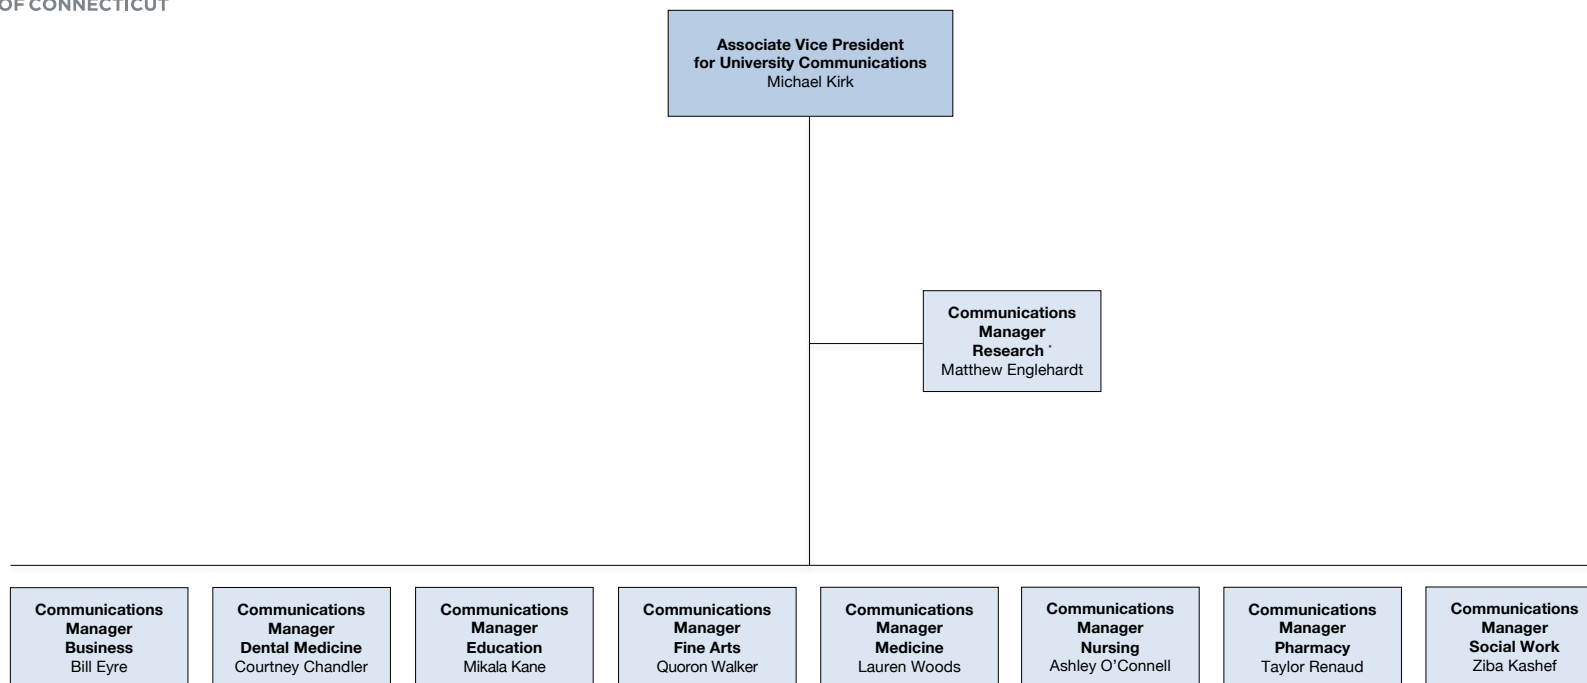 OF CONNECTICUT
Associate Vice President
for University Communications
Michael Kirk
Communications
Manager
Research *
Matthew Englehardt
Communications
Manager
Business
Bill Eyre
Communications
Manager
Dental Medicine
Courtney Chandler
Communications
Manager
Education
Mikala Kane
Communications
Manager
Fine Arts
Quoron Walker
Communications
Manager
Medicine
Lauren Woods
Communications
Manager
Nursing
Ashley O’Connell
Communications
Manager
Pharmacy
Taylor Renaud
Communications
Manager
Social Work
Ziba Kashef